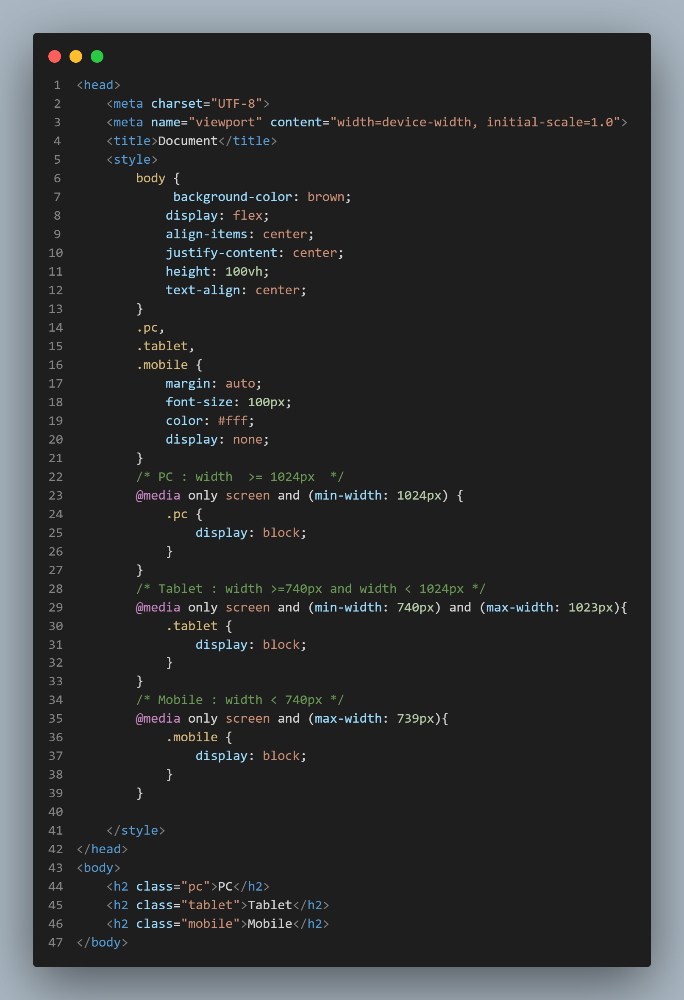 1 <head>
2     <meta charset="UTF-8">
3     <meta name="viewport" content="width=device-width, initial-scale=1.0">
4     <title>Document</title>
5     <style>
6         body {
7              background-color: brown;
8             display: flex;
9             align-items: center;
10             justify-content: center;
11             height: 100vh;
12             text-align: center;
13         }
14         .pc,
15         .tablet,
16         .mobile {
17             margin: auto;
18             font-size: 100px;
19             color: #fff;
20             display: none;
21         }
22         /* PC : width  >= 1024px  */
23         @media only screen and (min-width: 1024px) {
24             .pc {
25                 display: block;
26             }
27         }
28         /* Tablet : width >=740px and width < 1024px */
29         @media only screen and (min-width: 740px) and (max-width: 1023px){
30             .tablet {
31                 display: block;
32             }
33         }
34         /* Mobile : width < 740px */
35         @media only screen and (max-width: 739px){
36             .mobile {
37                 display: block;
38             }
39         }
40
41     </style>
42 </head>
43 <body>
44     <h2 class="pc">PC</h2>
45     <h2 class="tablet">Tablet</h2>
46     <h2 class="mobile">Mobile</h2>
47 </body>